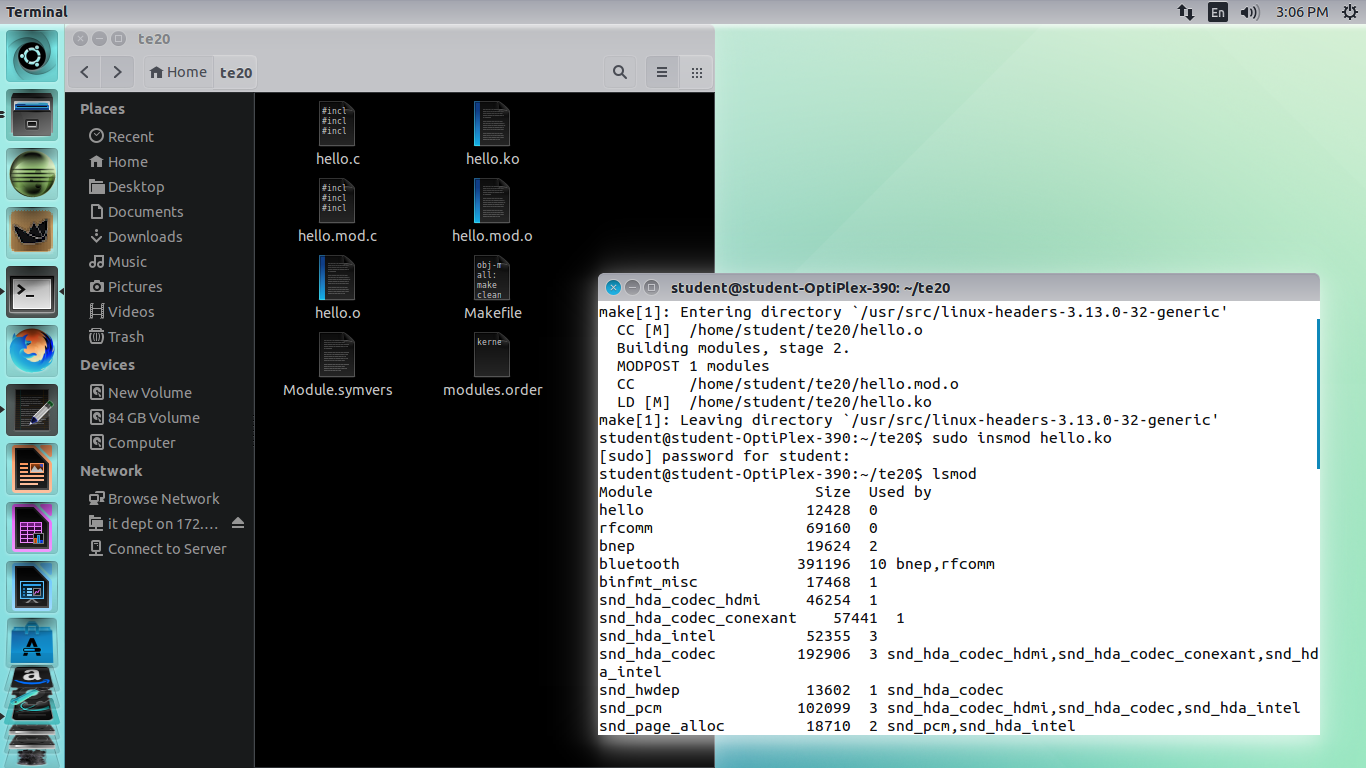 Terminal
En
3:06 PM
te20
Home
te20
Places
Recent
Home
Desktop
Documents
Downloads
Music
Pictures
Videos
Trash
Devices
New Volume
84 GB Volume
Computer
Network
Browse Network
it dept on 172....
Connect to Server
#incl
#incl
#incl
hello.c
hello.ko
#incl
#incl
#incl
hello.mod.c
hello.mod.o
hello.o
obj-m
all:
make
clean
Makefile
Module.symvers
kerne
modules.order
student@student-OptiPlex-390: ~/te20
make[1]: Entering directory `/usr/src/linux-headers-3.13.0-32-generic'
  CC [M]  /home/student/te20/hello.o
  Building modules, stage 2.
  MODPOST 1 modules
  CC      /home/student/te20/hello.mod.o
  LD [M]  /home/student/te20/hello.ko
make[1]: Leaving directory `/usr/src/linux-headers-3.13.0-32-generic'
student@student-OptiPlex-390:~/te20$ sudo insmod hello.ko
[sudo] password for student:
student@student-OptiPlex-390:~/te20$ lsmod
Module                  Size  Used by
hello                  12428  0
rfcomm                 69160  0
bnep                   19624  2
bluetooth             391196  10 bnep,rfcomm
binfmt_misc            17468  1
snd_hda_codec_hdmi     46254  1
snd_hda_codec_conexant    57441  1
snd_hda_intel          52355  3
snd_hda_codec         192906  3 snd_hda_codec_hdmi,snd_hda_codec_conexant,snd_hd
a_intel
snd_hwdep              13602  1 snd_hda_codec
snd_pcm               102099  3 snd_hda_codec_hdmi,snd_hda_codec,snd_hda_intel
snd_page_alloc         18710  2 snd_pcm,snd_hda_intel